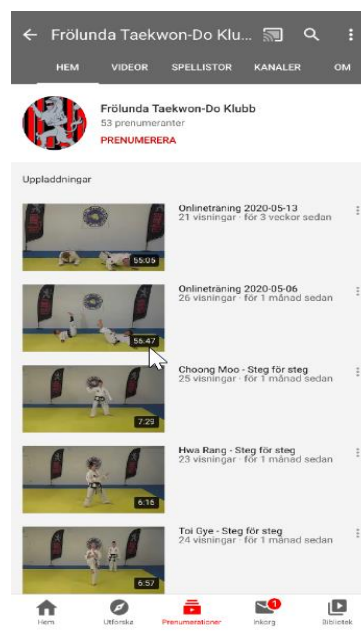 Frölunda Taekwon-Do Klu...
HEM VIDEOR SPELLISTOR KANALER OM
Frölunda Taekwon-Do Klubb
53 prenumeranter
PRENUMERERA
Uppladdningar
Onlineträning 2020-05-13
21 visningar · för 3 veckor sedan
55:05
Onlineträning 2020-05-06
26 visningar · för 1 månad sedan
56:47
Choong Moo - Steg för steg
25 visningar · för 1 månad sedan
7:29
Hwa Rang - Steg för steg
23 visningar · för 1 månad sedan
6:16
Toi Gye - Steg för steg
24 visningar · för 1 månad sedan
6:57
1
Hem Utforska Prenumerationer Inkorg Bibliotek